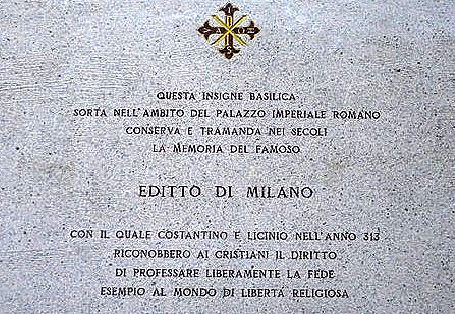 QUESTA INSIGNE BASILICA
SORTA NELL'AMBITO DEL PALAZZO IMPERIALE ROMANO
CONSERVA E TRAMANDA NEI SECOLI
LA MEMORIA DEL FAMOSO
EDITTO DI MILANO
CON IL QUALE COSTANTINO E LICINIO NELL'ANNO 313
RICONOBBERO AI CRISTIANI IL DIRITTO
DI PROFESSARE LIBERAMENTE LA FEDE
ESEMPIO AL MONDO DI LIBERTÀ RELIGIOSA